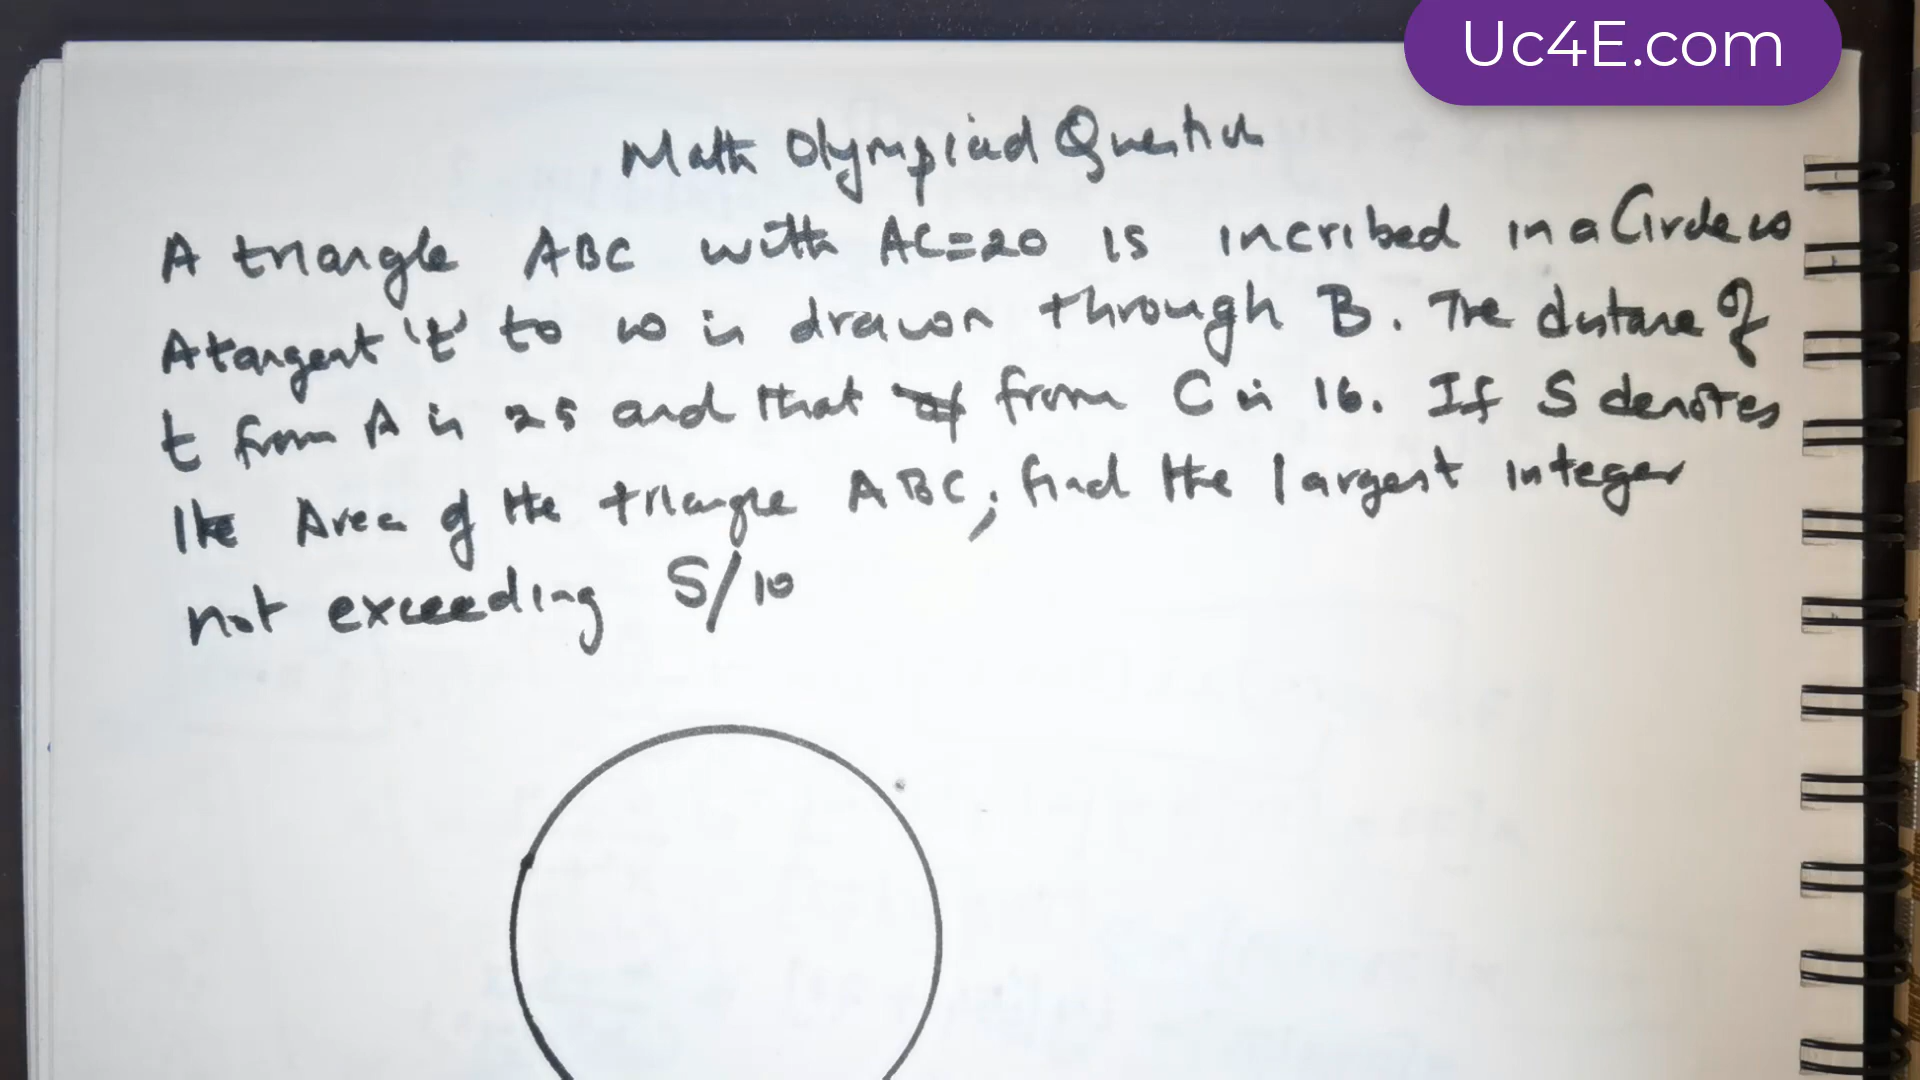 Uc4E.com
Math Olympiad Question
A triangle ABC with AC=20 is incribed in a Circle ω
A tangent 't' to ω is drawn through B. The distance of
t from A is 25 and that from C is 16. If S denotes
the Area of the triangle ABC, find the largest integer
not exceeding S/10